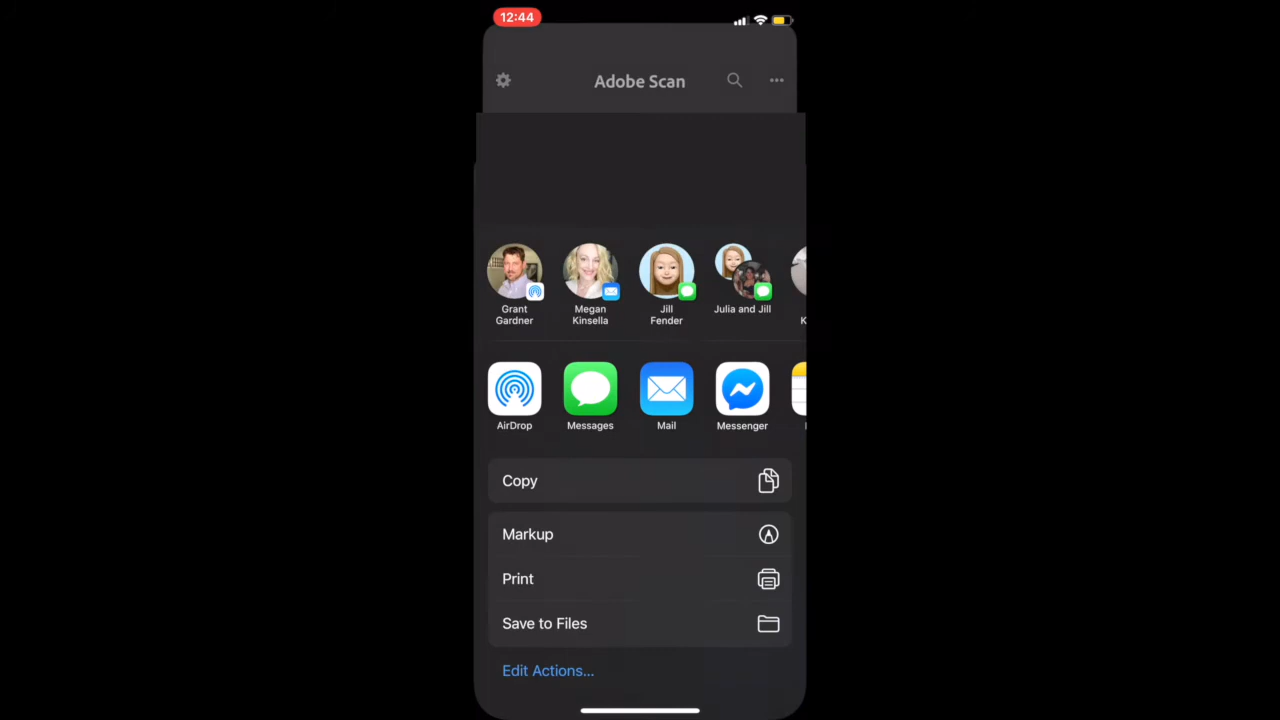 12:44
Adobe Scan
Grant
Gardner
Megan
Kinsella
Jill
Fender
Julia and Jill
K
AirDrop
Messages
Mail
Messenger
Copy
Markup
Print
Save to Files
Edit Actions...